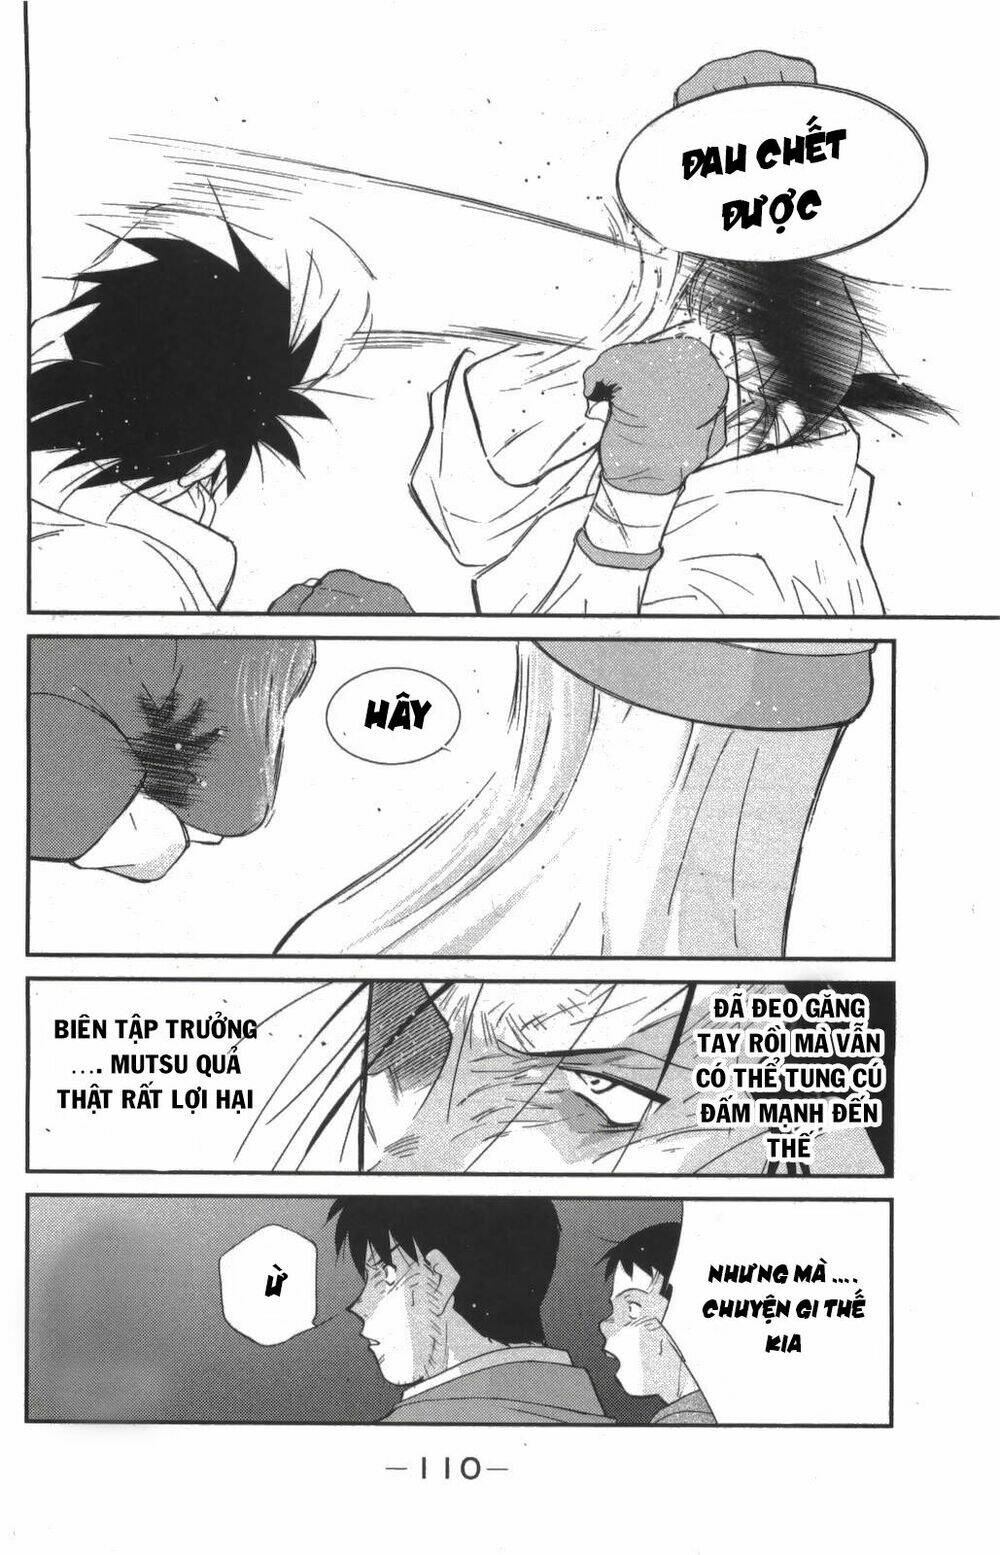 ĐAU CHẾT
ĐƯỢC
HÂY
ĐÃ ĐEO GĂNG
TAY RỒI MÀ VẪN
CÓ THỂ TUNG CÚ
ĐẤM MẠNH ĐẾN
THẾ
BIÊN TẬP TRƯỞNG
.... MUTSU QUẢ
THẬT RẤT LỢI HẠI
NHƯNG MÀ ....
CHUYỆN GI THẾ
KIA
Ừ
—110—